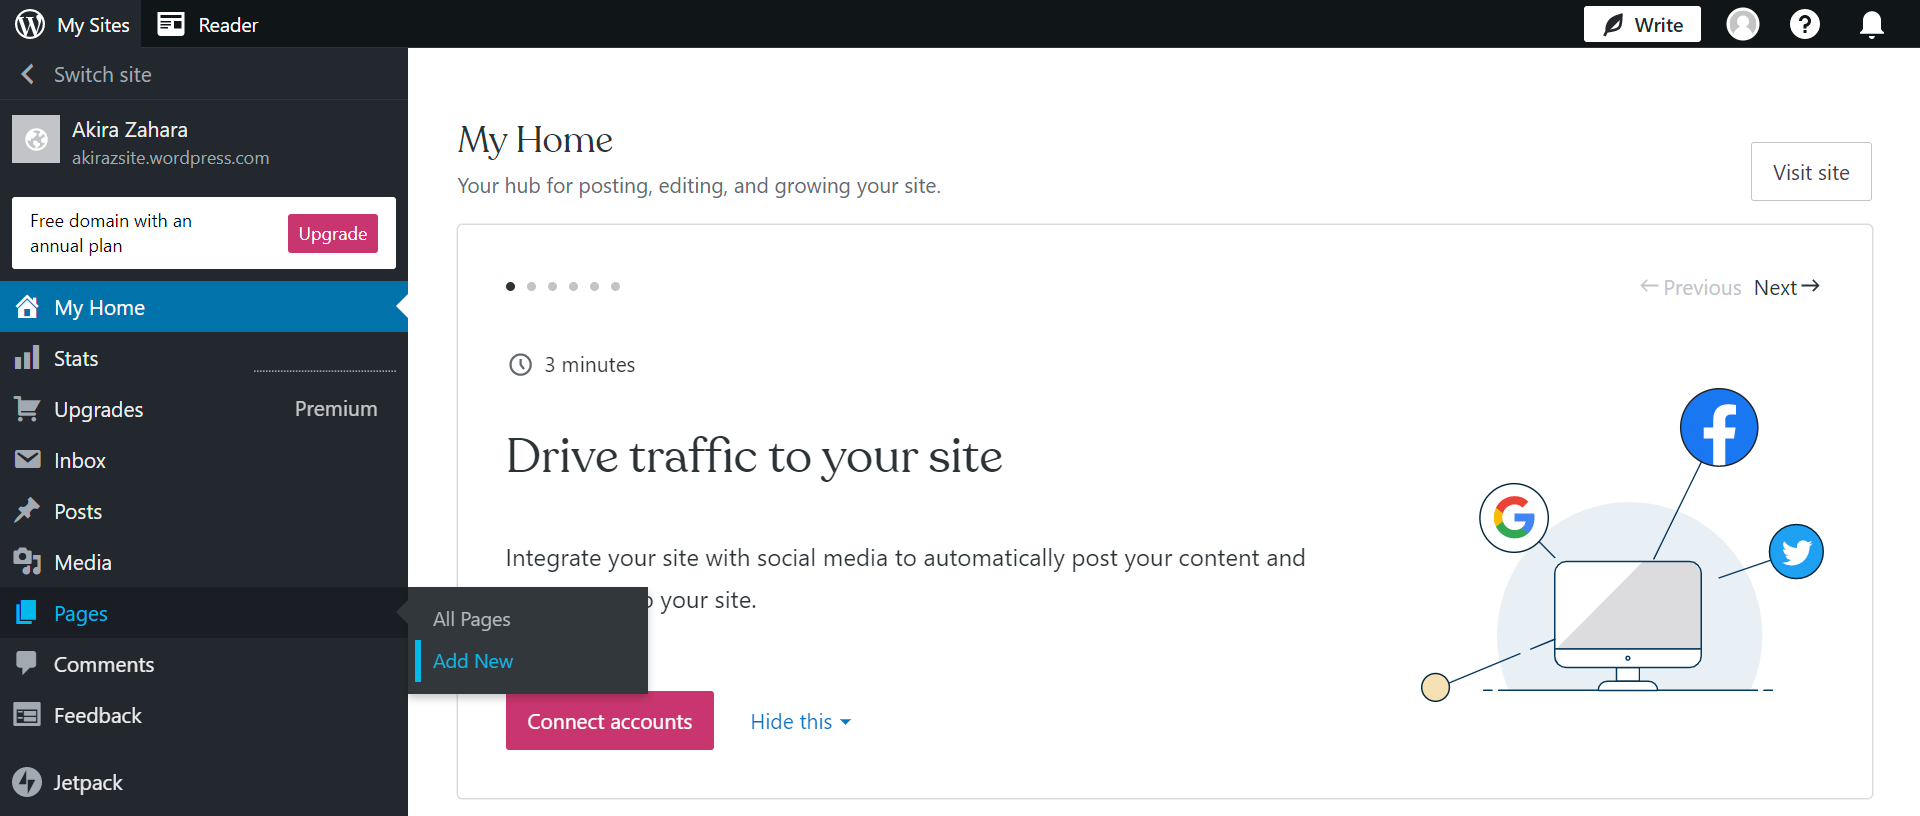 My Sites
Reader
Write
Switch site
Akira Zahara
akirazsite.wordpress.com
Free domain with an
annual plan
Upgrade
My Home
Stats
Upgrades
Premium
Inbox
Posts
Media
Pages
All Pages
Add New
Comments
Feedback
Jetpack
My Home
Your hub for posting, editing, and growing your site.
Visit site
Previous
Next
3 minutes
Drive traffic to your site
Integrate your site with social media to automatically post your content and
your site.
Connect accounts
Hide this